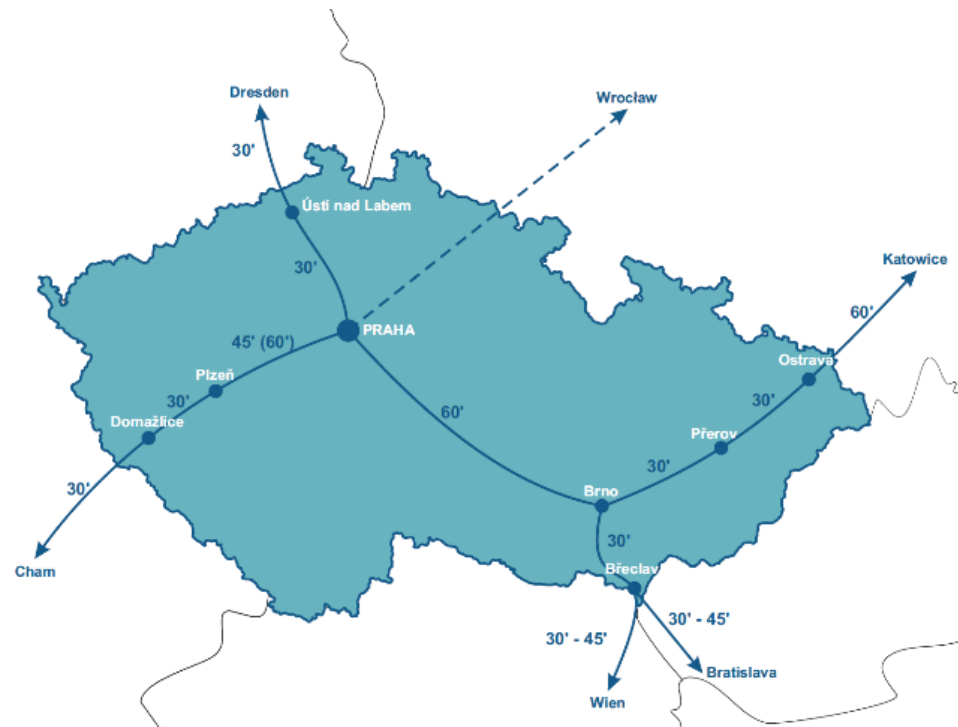 Dresden
Wrocław
30'
Ústí nad Labem
30'
Katowice
60'
PRAHA
45' (60')
Ostrava
Plzeň
30'
30'
60'
Domažlice
Přerov
30'
30'
Brno
30'
Cham
Břeclav
30' - 45'
30' - 45'
Bratislava
Wien